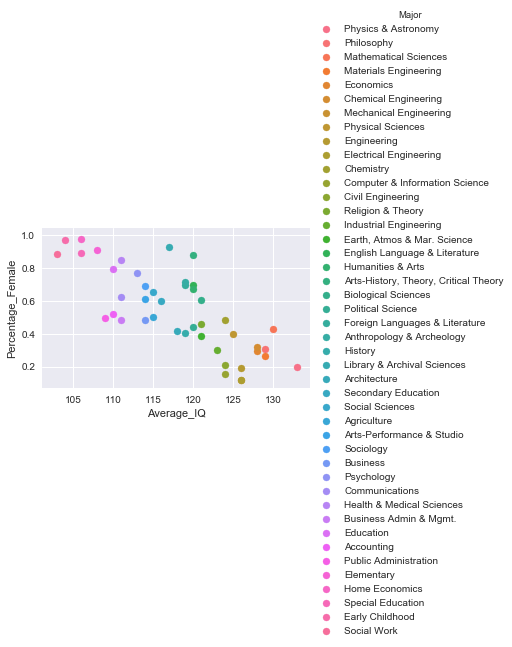 Major
Physics & Astronomy
Philosophy
Mathematical Sciences
Materials Engineering
Economics
Chemical Engineering
Mechanical Engineering
Physical Sciences
Engineering
Electrical Engineering
Chemistry
Computer & Information Science
Civil Engineering
Religion & Theory
Industrial Engineering
Earth, Atmos & Mar. Science
English Language & Literature
Humanities & Arts
Arts-History, Theory, Critical Theory
Biological Sciences
Political Science
Foreign Languages & Literature
Anthropology & Archeology
History
Library & Archival Sciences
Architecture
Secondary Education
Social Sciences
Agriculture
Arts-Performance & Studio
Sociology
Business
Psychology
Communications
Health & Medical Sciences
Business Admin & Mgmt.
Education
Accounting
Public Administration
Elementary
Home Economics
Special Education
Early Childhood
Social Work
1.0
0.8
0.6
0.4
0.2
Percentage_Female
105 110 115 120 125 130
Average_IQ